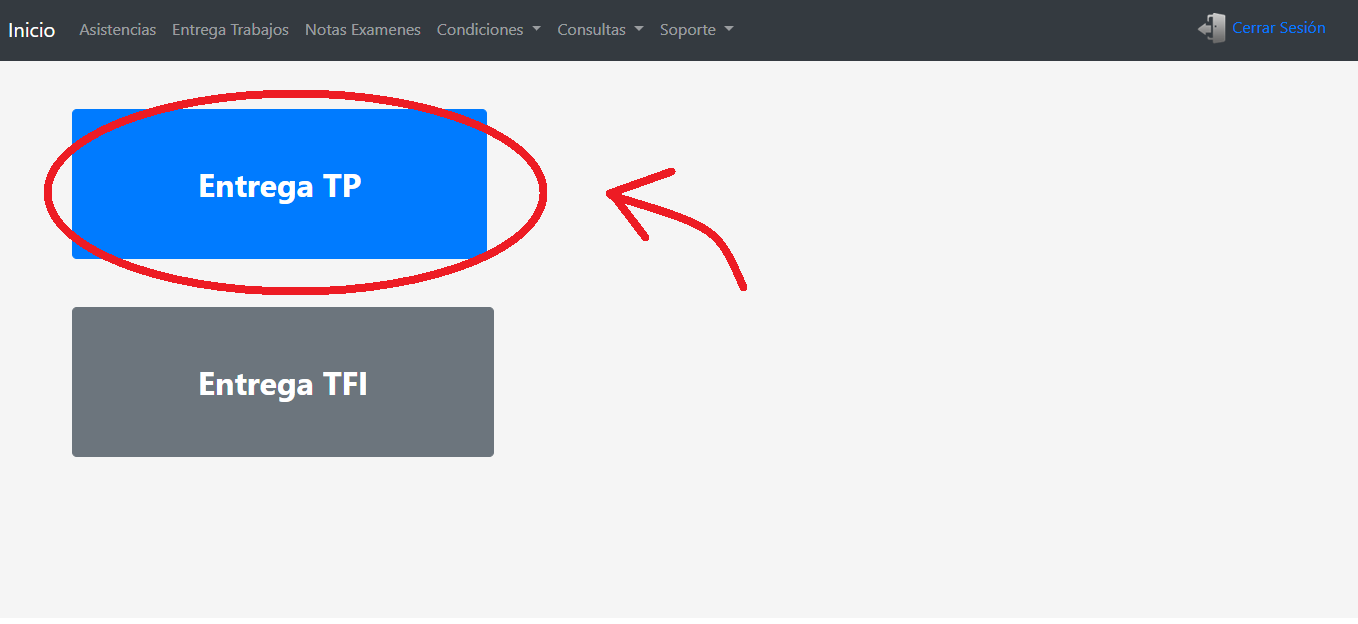 Inicio Asistencias Entrega Trabajos Notas Examenes Condiciones Consultas Soporte Cerrar Sesión
Entrega TP
Entrega TFI